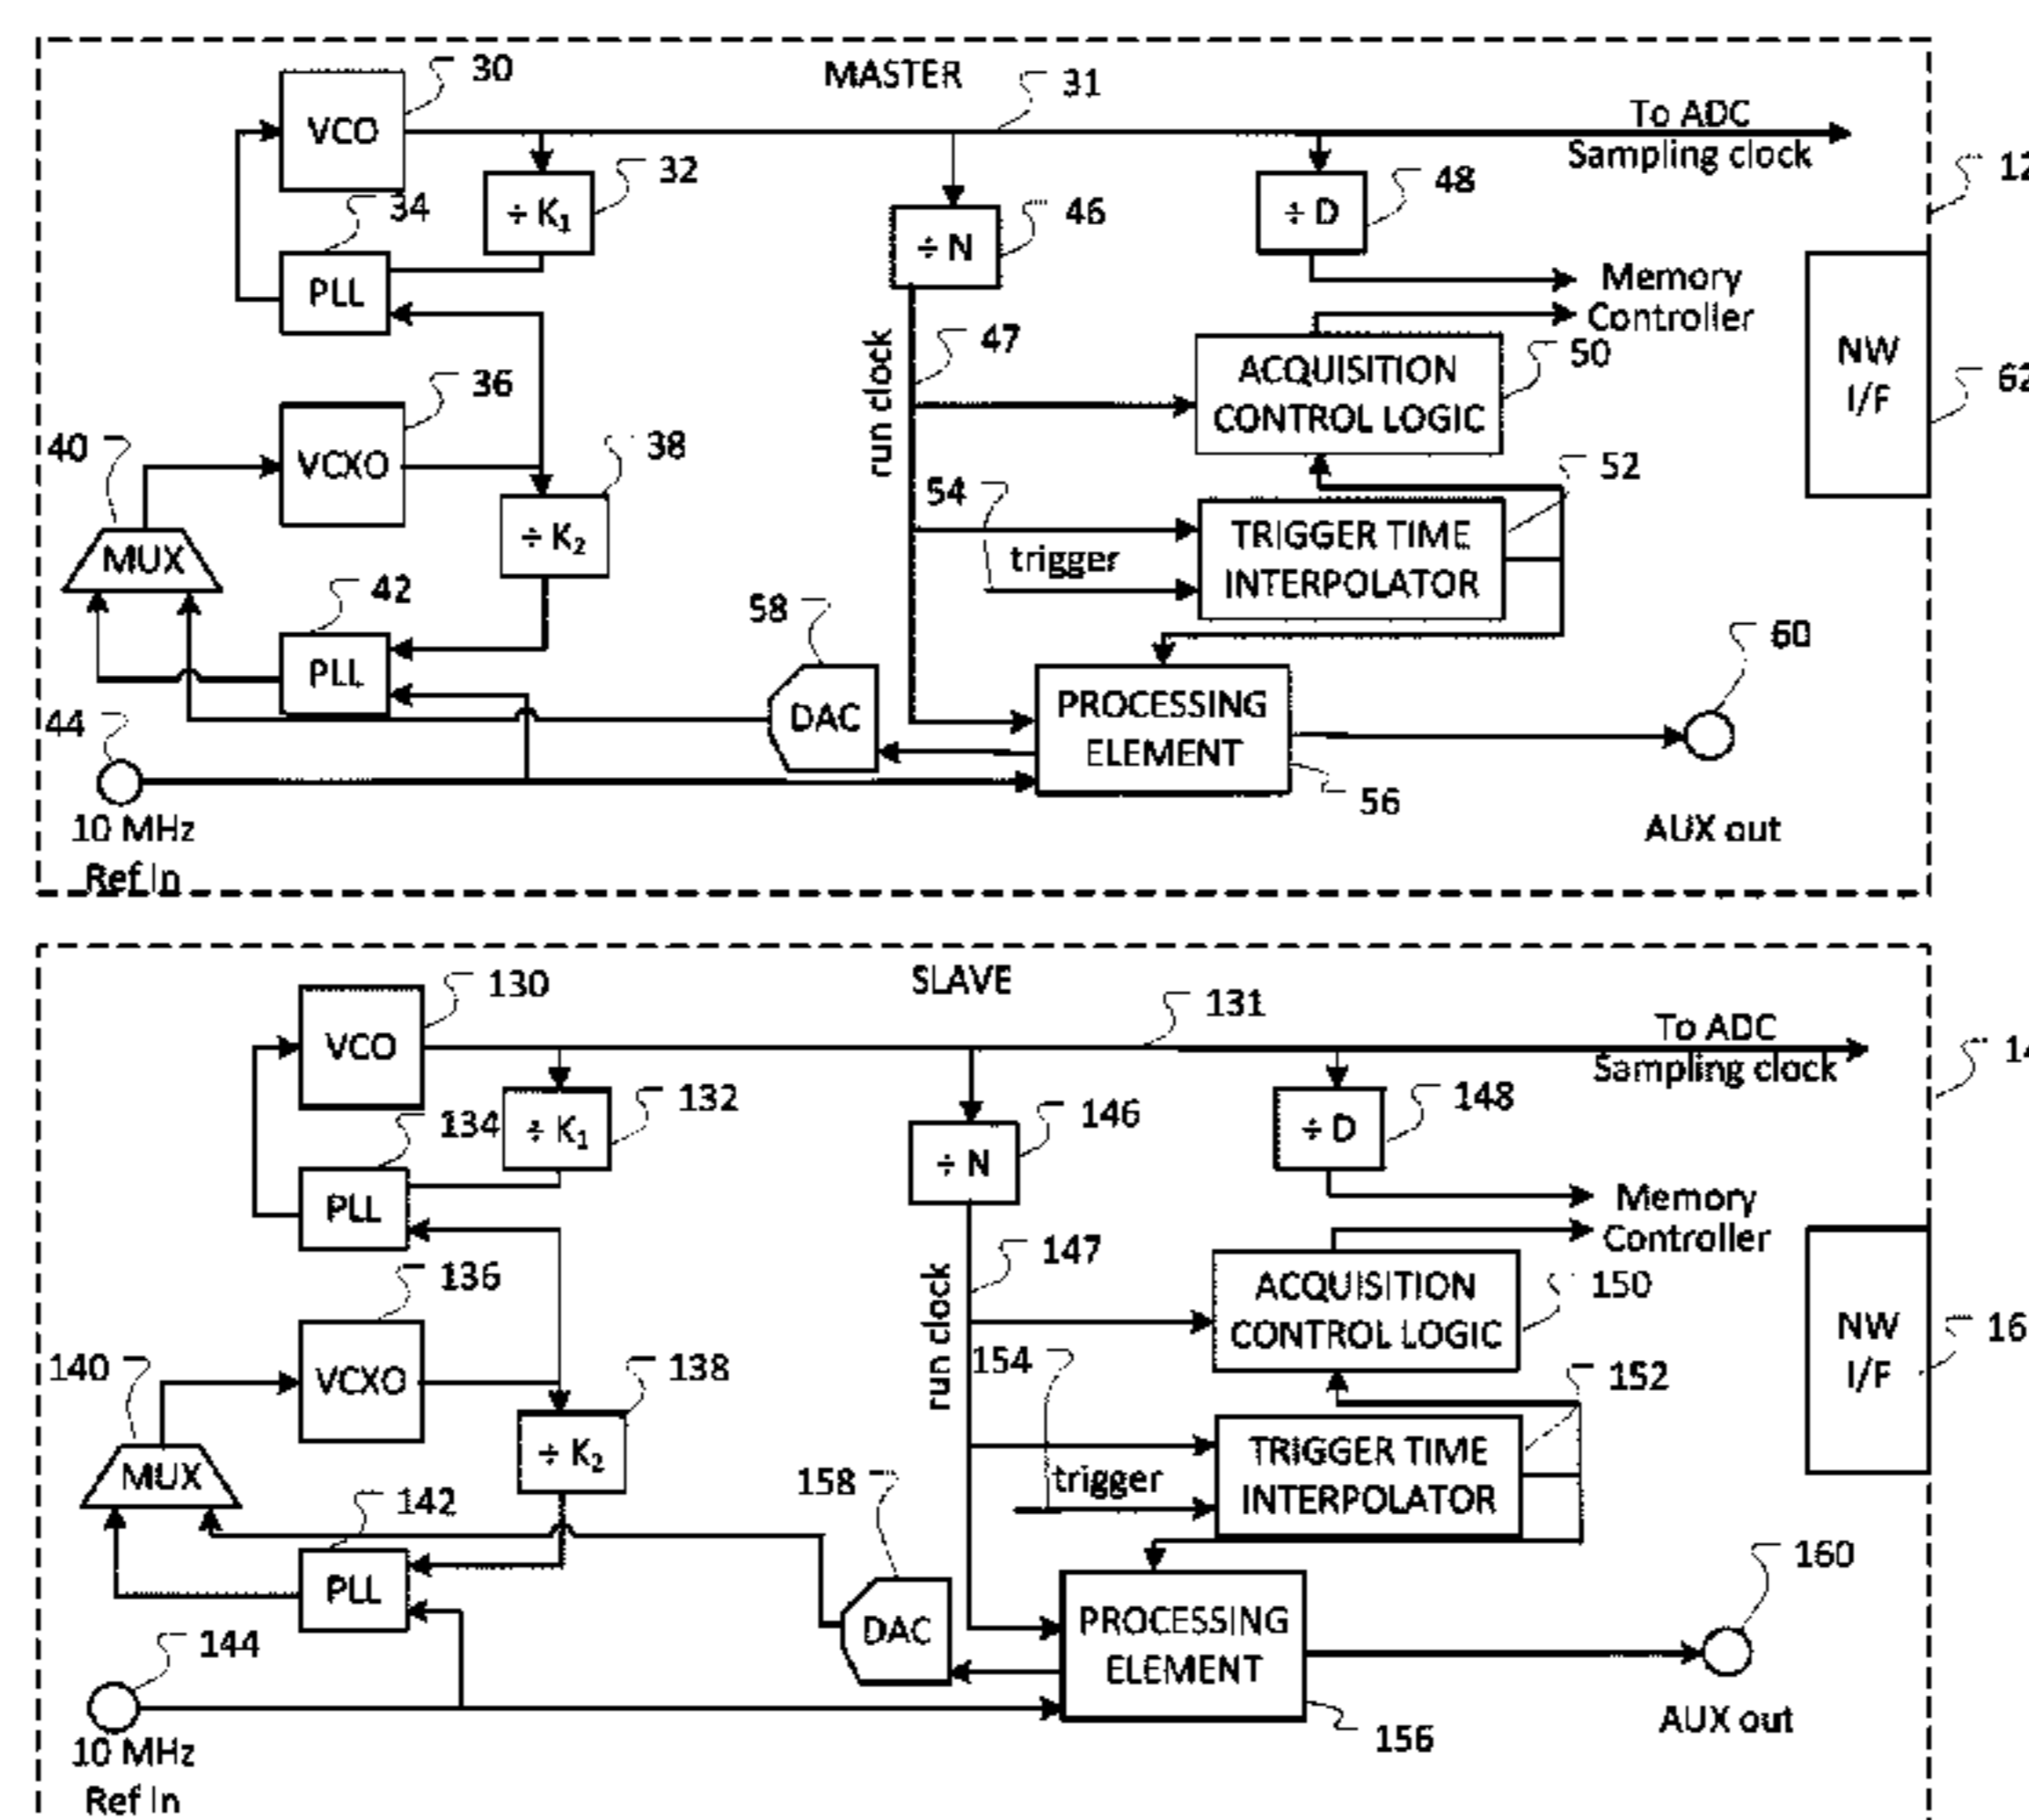 MASTER
30
31
VCO
To ADC
Sampling clock
32
÷ K₁
34
PLL
46
÷ N
48
÷ D
12
Memory
Controller
NW
I/F
62
47
run clock
50
ACQUISITION
CONTROL LOGIC
36
VCXO
40
MUX
38
÷ K₂
54
trigger
52
TRIGGER TIME
INTERPOLATOR
42
PLL
58
DAC
PROCESSING
ELEMENT
56
60
AUX out
44
10 MHz
Ref In
SLAVE
130
131
VCO
To ADC
Sampling clock
132
÷ K₁
134
PLL
146
÷ N
148
÷ D
Memory
Controller
NW
I/F
147
run clock
150
ACQUISITION
CONTROL LOGIC
136
VCXO
140
MUX
138
÷ K₂
154
trigger
152
TRIGGER TIME
INTERPOLATOR
142
PLL
158
DAC
PROCESSING
ELEMENT
156
160
AUX out
144
10 MHz
Ref In